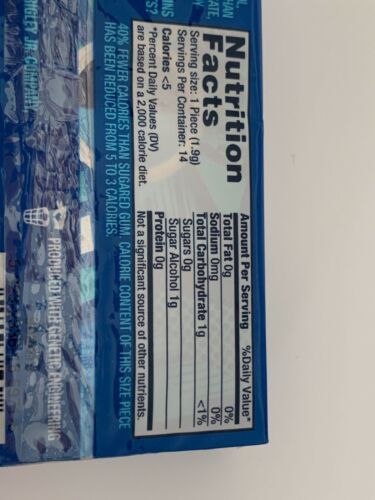 Nutrition
Facts
Serving size: 1 Piece (1.9g)
Servings Per Container: 14
Calories <5
*Percent Daily Values (DV)
are based on a 2,000 calorie diet.
Amount Per Serving %Daily Value*
Total Fat 0g 0%
Sodium 0mg 0%
Total Carbohydrate 1g <1%
Sugars 0g
Sugar Alcohol 1g
Protein 0g
Not a significant source of other nutrients.
40% FEWER CALORIES THAN SUGARED GUM. CALORIE CONTENT OF THIS SIZE PIECE
HAS BEEN REDUCED FROM 5 TO 3 CALORIES.
JR. COMPANY
PRODUCED WITH GENETIC ENGINEERING